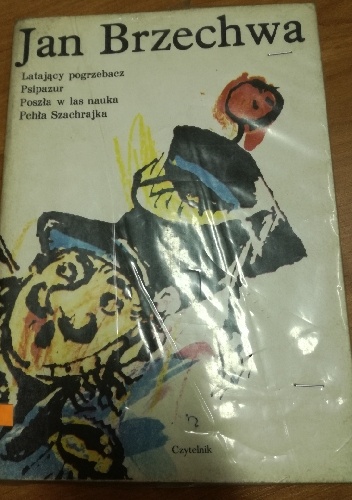 Jan Brzechwa
Latający pogrzebacz
Psipazur
Poszła w las nauka
Pchła Szachrajka
Czytelnik